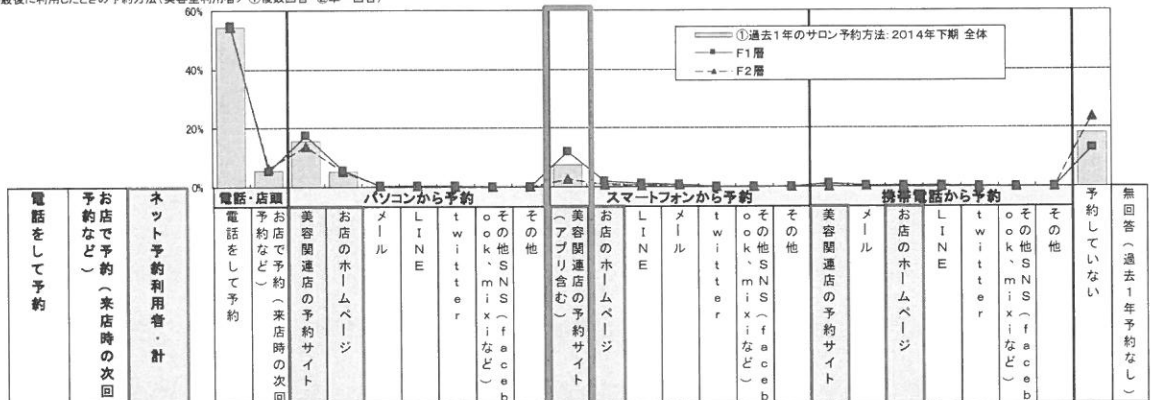 最後に利用したときの予約方法(美容室利用者/①複数回答 ②単一回答)
60%
40%
20%
0%
①過去1年のサロン予約方法:2014年下期 全体
F1層
F2層
電話・店頭
パソコンから予約
スマートフォンから予約
携帯電話から予約
電話をして予約
お店で予約(来店時の次回
予約など)
ネット予約利用者・計
電話をして予約
お店で予約(来店時の次回
予約など)
美容関連店の予約サイト
お店のホームページ
メール
LINE
twitter
その他SNS(faceb
ook、mixiなど)
その他
美容関連店の予約サイト
(アプリ含む)
お店のホームページ
LINE
メール
twitter
その他SNS(faceb
ook、mixiなど)
その他
美容関連店の予約サイト
メール
お店のホームページ
LINE
twitter
その他SNS(faceb
ook、mixiなど)
その他
予約していない
無回答(過去1年予約なし)